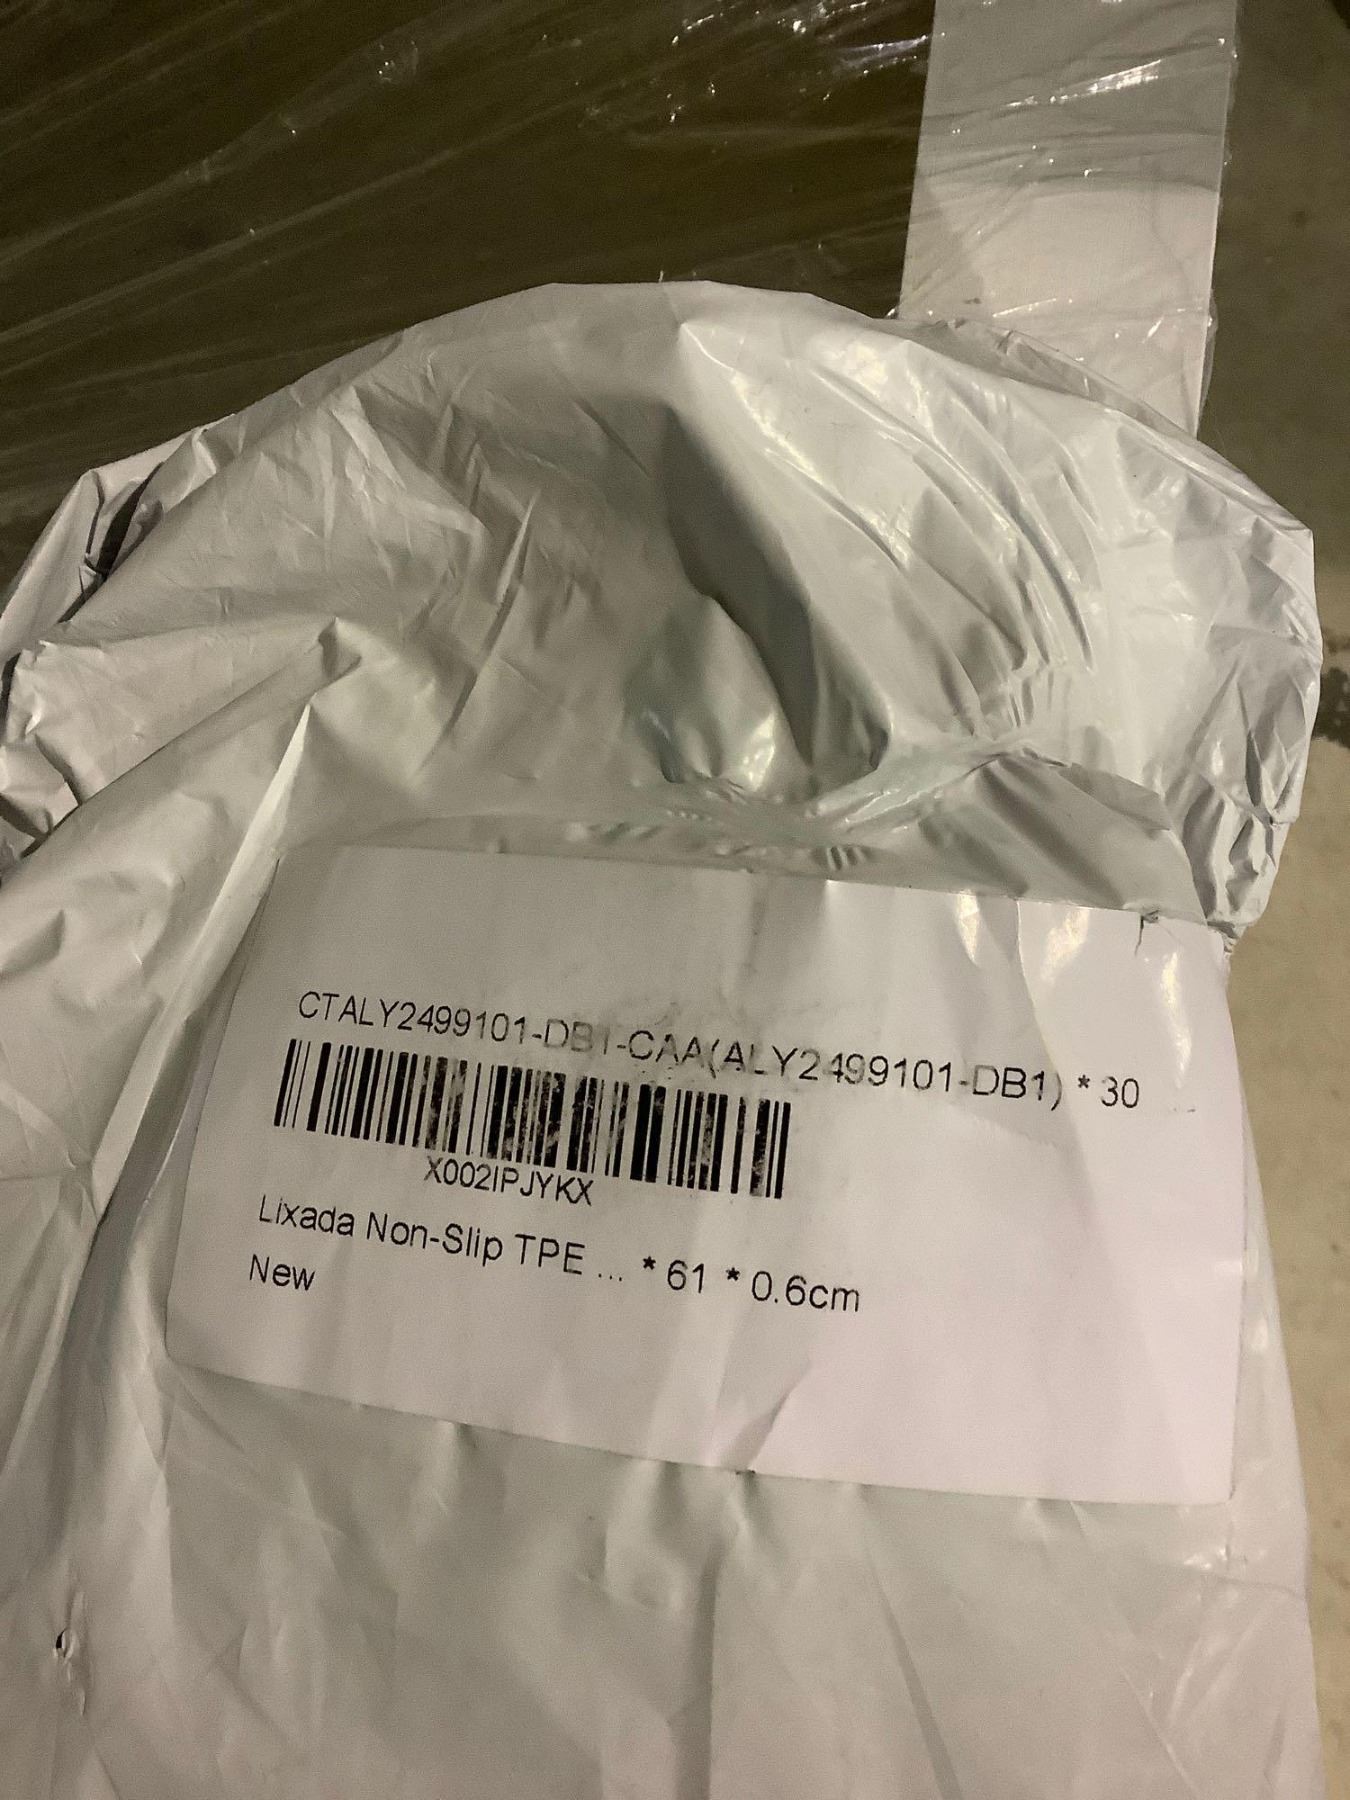 CTALY2499101-DB1-CAA(ALY2499101-DB1) * 30
X002IPJYKX
Lixada Non-Slip TPE ... * 61 * 0.6cm
New